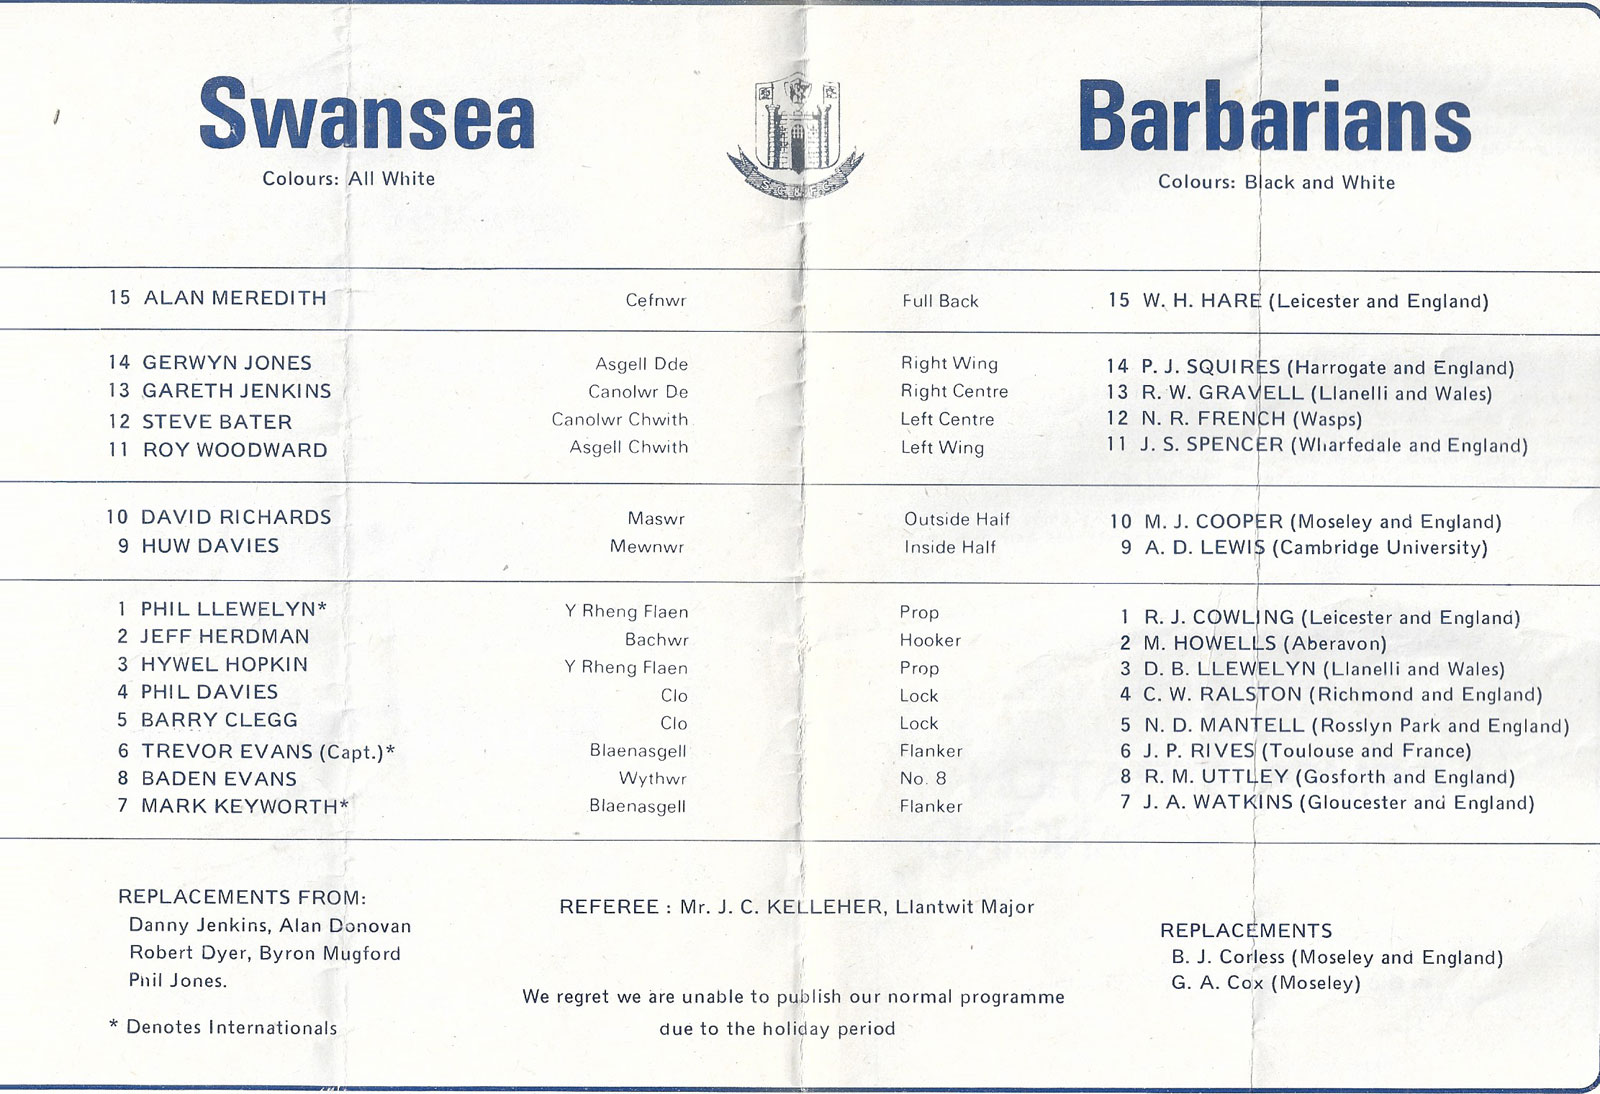 Swansea
Colours: All White
S.C. & F.C.
Barbarians
Colours: Black and White
15 ALAN MEREDITH Cefnwr Full Back 15 W. H. HARE (Leicester and England)
14 GERWYN JONES Asgell Dde Right Wing 14 P. J. SQUIRES (Harrogate and England)
13 GARETH JENKINS Canolwr De Right Centre 13 R. W. GRAVELL (Llanelli and Wales)
12 STEVE BATER Canolwr Chwith Left Centre 12 N. R. FRENCH (Wasps)
11 ROY WOODWARD Asgell Chwith Left Wing 11 J. S. SPENCER (Wharfedale and England)
10 DAVID RICHARDS Maswr Outside Half 10 M. J. COOPER (Moseley and England)
9 HUW DAVIES Mewnwr Inside Half 9 A. D. LEWIS (Cambridge University)
1 PHIL LLEWELYN* Y Rheng Flaen Prop 1 R. J. COWLING (Leicester and England)
2 JEFF HERDMAN Bachwr Hooker 2 M. HOWELLS (Aberavon)
3 HYWEL HOPKIN Y Rheng Flaen Prop 3 D. B. LLEWELYN (Llanelli and Wales)
4 PHIL DAVIES Clo Lock 4 C. W. RALSTON (Richmond and England)
5 BARRY CLEGG Clo Lock 5 N. D. MANTELL (Rosslyn Park and England)
6 TREVOR EVANS (Capt.)* Blaenasgell Flanker 6 J. P. RIVES (Toulouse and France)
8 BADEN EVANS Wythwr No. 8 8 R. M. UTTLEY (Gosforth and England)
7 MARK KEYWORTH* Blaenasgell Flanker 7 J. A. WATKINS (Gloucester and England)
REPLACEMENTS FROM:
Danny Jenkins, Alan Donovan
Robert Dyer, Byron Mugford
Phil Jones.
* Denotes Internationals
REFEREE : Mr. J. C. KELLEHER, Llantwit Major
We regret we are unable to publish our normal programme
due to the holiday period
REPLACEMENTS
B. J. Corless (Moseley and England)
G. A. Cox (Moseley)